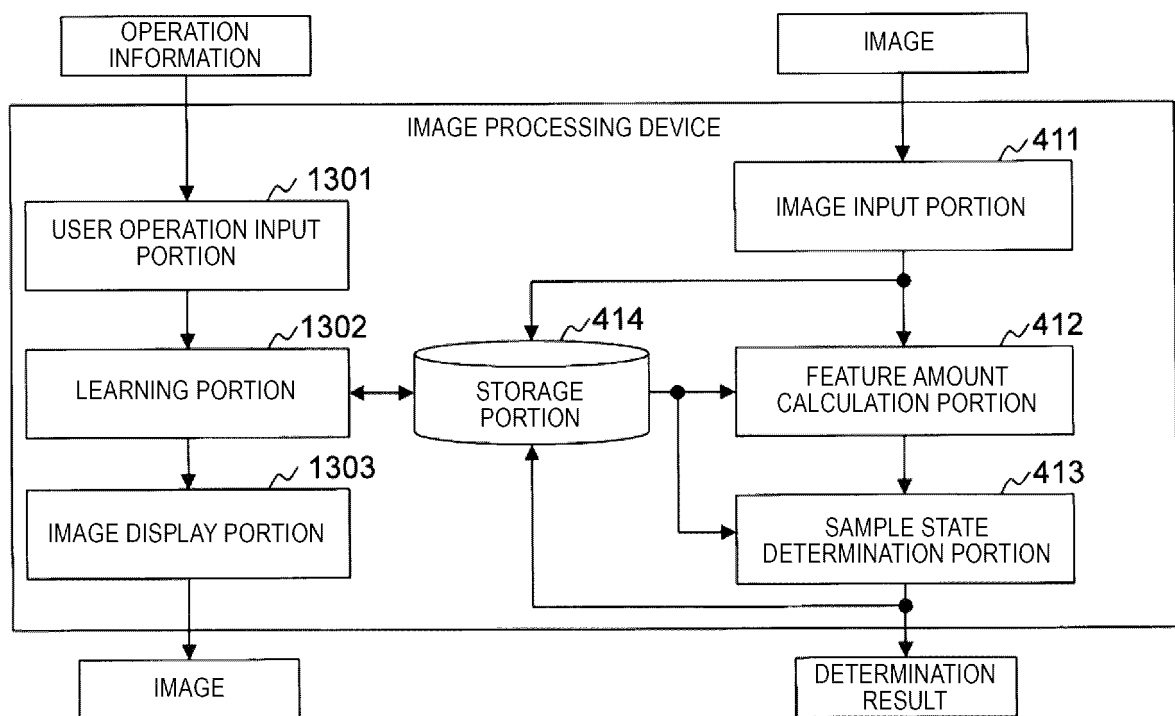 OPERATION
INFORMATION
IMAGE
IMAGE PROCESSING DEVICE
1301
USER OPERATION INPUT
PORTION
411
IMAGE INPUT PORTION
1302
LEARNING PORTION
414
STORAGE
PORTION
412
FEATURE AMOUNT
CALCULATION PORTION
1303
IMAGE DISPLAY PORTION
413
SAMPLE STATE
DETERMINATION PORTION
IMAGE
DETERMINATION
RESULT